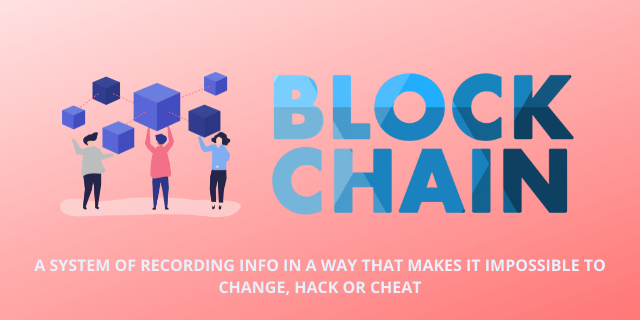 BLOCK
CHAIN
A SYSTEM OF RECORDING INFO IN A WAY THAT MAKES IT IMPOSSIBLE TO
CHANGE, HACK OR CHEAT